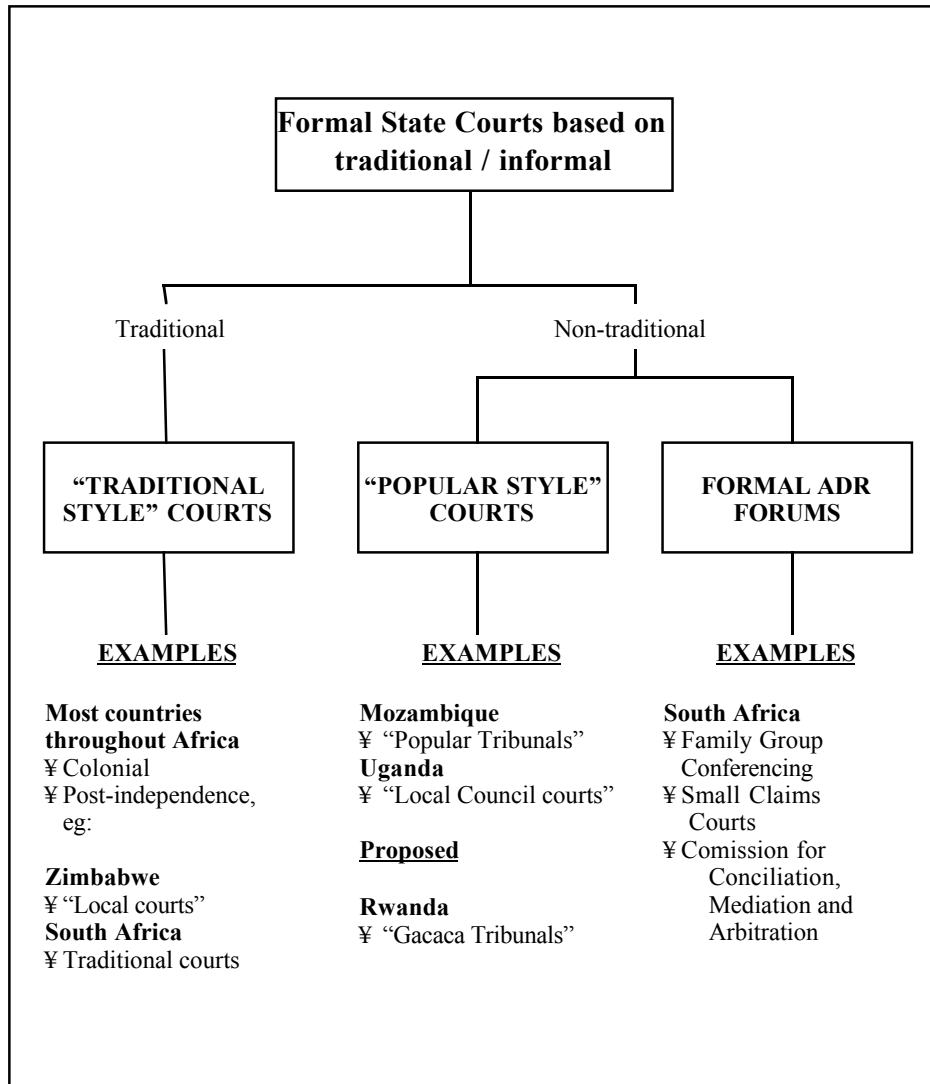 Formal State Courts based on
traditional / informal
Traditional
Non-traditional
“TRADITIONAL
STYLE” COURTS
“POPULAR STYLE”
COURTS
FORMAL ADR
FORUMS
EXAMPLES
Most countries
throughout Africa
¥ Colonial
¥ Post-independence,
eg:
Zimbabwe
¥ “Local courts”
South Africa
¥ Traditional courts
EXAMPLES
Mozambique
¥ “Popular Tribunals”
Uganda
¥ “Local Council courts”
Proposed
Rwanda
¥ “Gacaca Tribunals”
EXAMPLES
South Africa
¥ Family Group
Conferencing
¥ Small Claims
Courts
¥ Comission for
Conciliation,
Mediation and
Arbitration